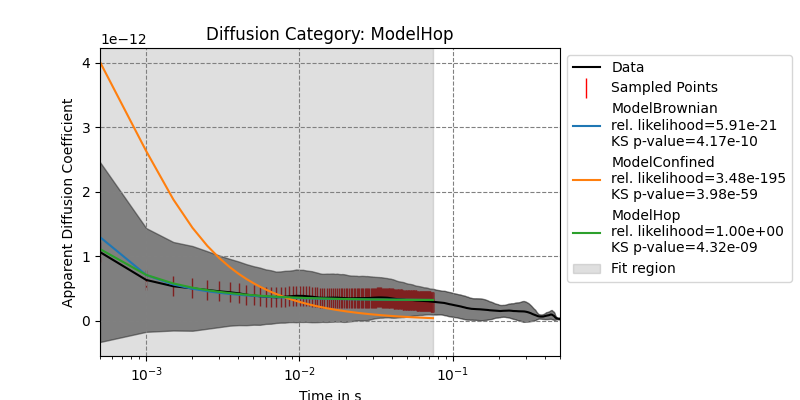 Diffusion Category: ModelHop
1e−12
4
3
2
1
0
Apparent Diffusion Coefficient
10−3
10−2
10−1
Time in s
Data
Sampled Points
ModelBrownian
rel. likelihood=5.91e-21
KS p-value=4.17e-10
ModelConfined
rel. likelihood=3.48e-195
KS p-value=3.98e-59
ModelHop
rel. likelihood=1.00e+00
KS p-value=4.32e-09
Fit region